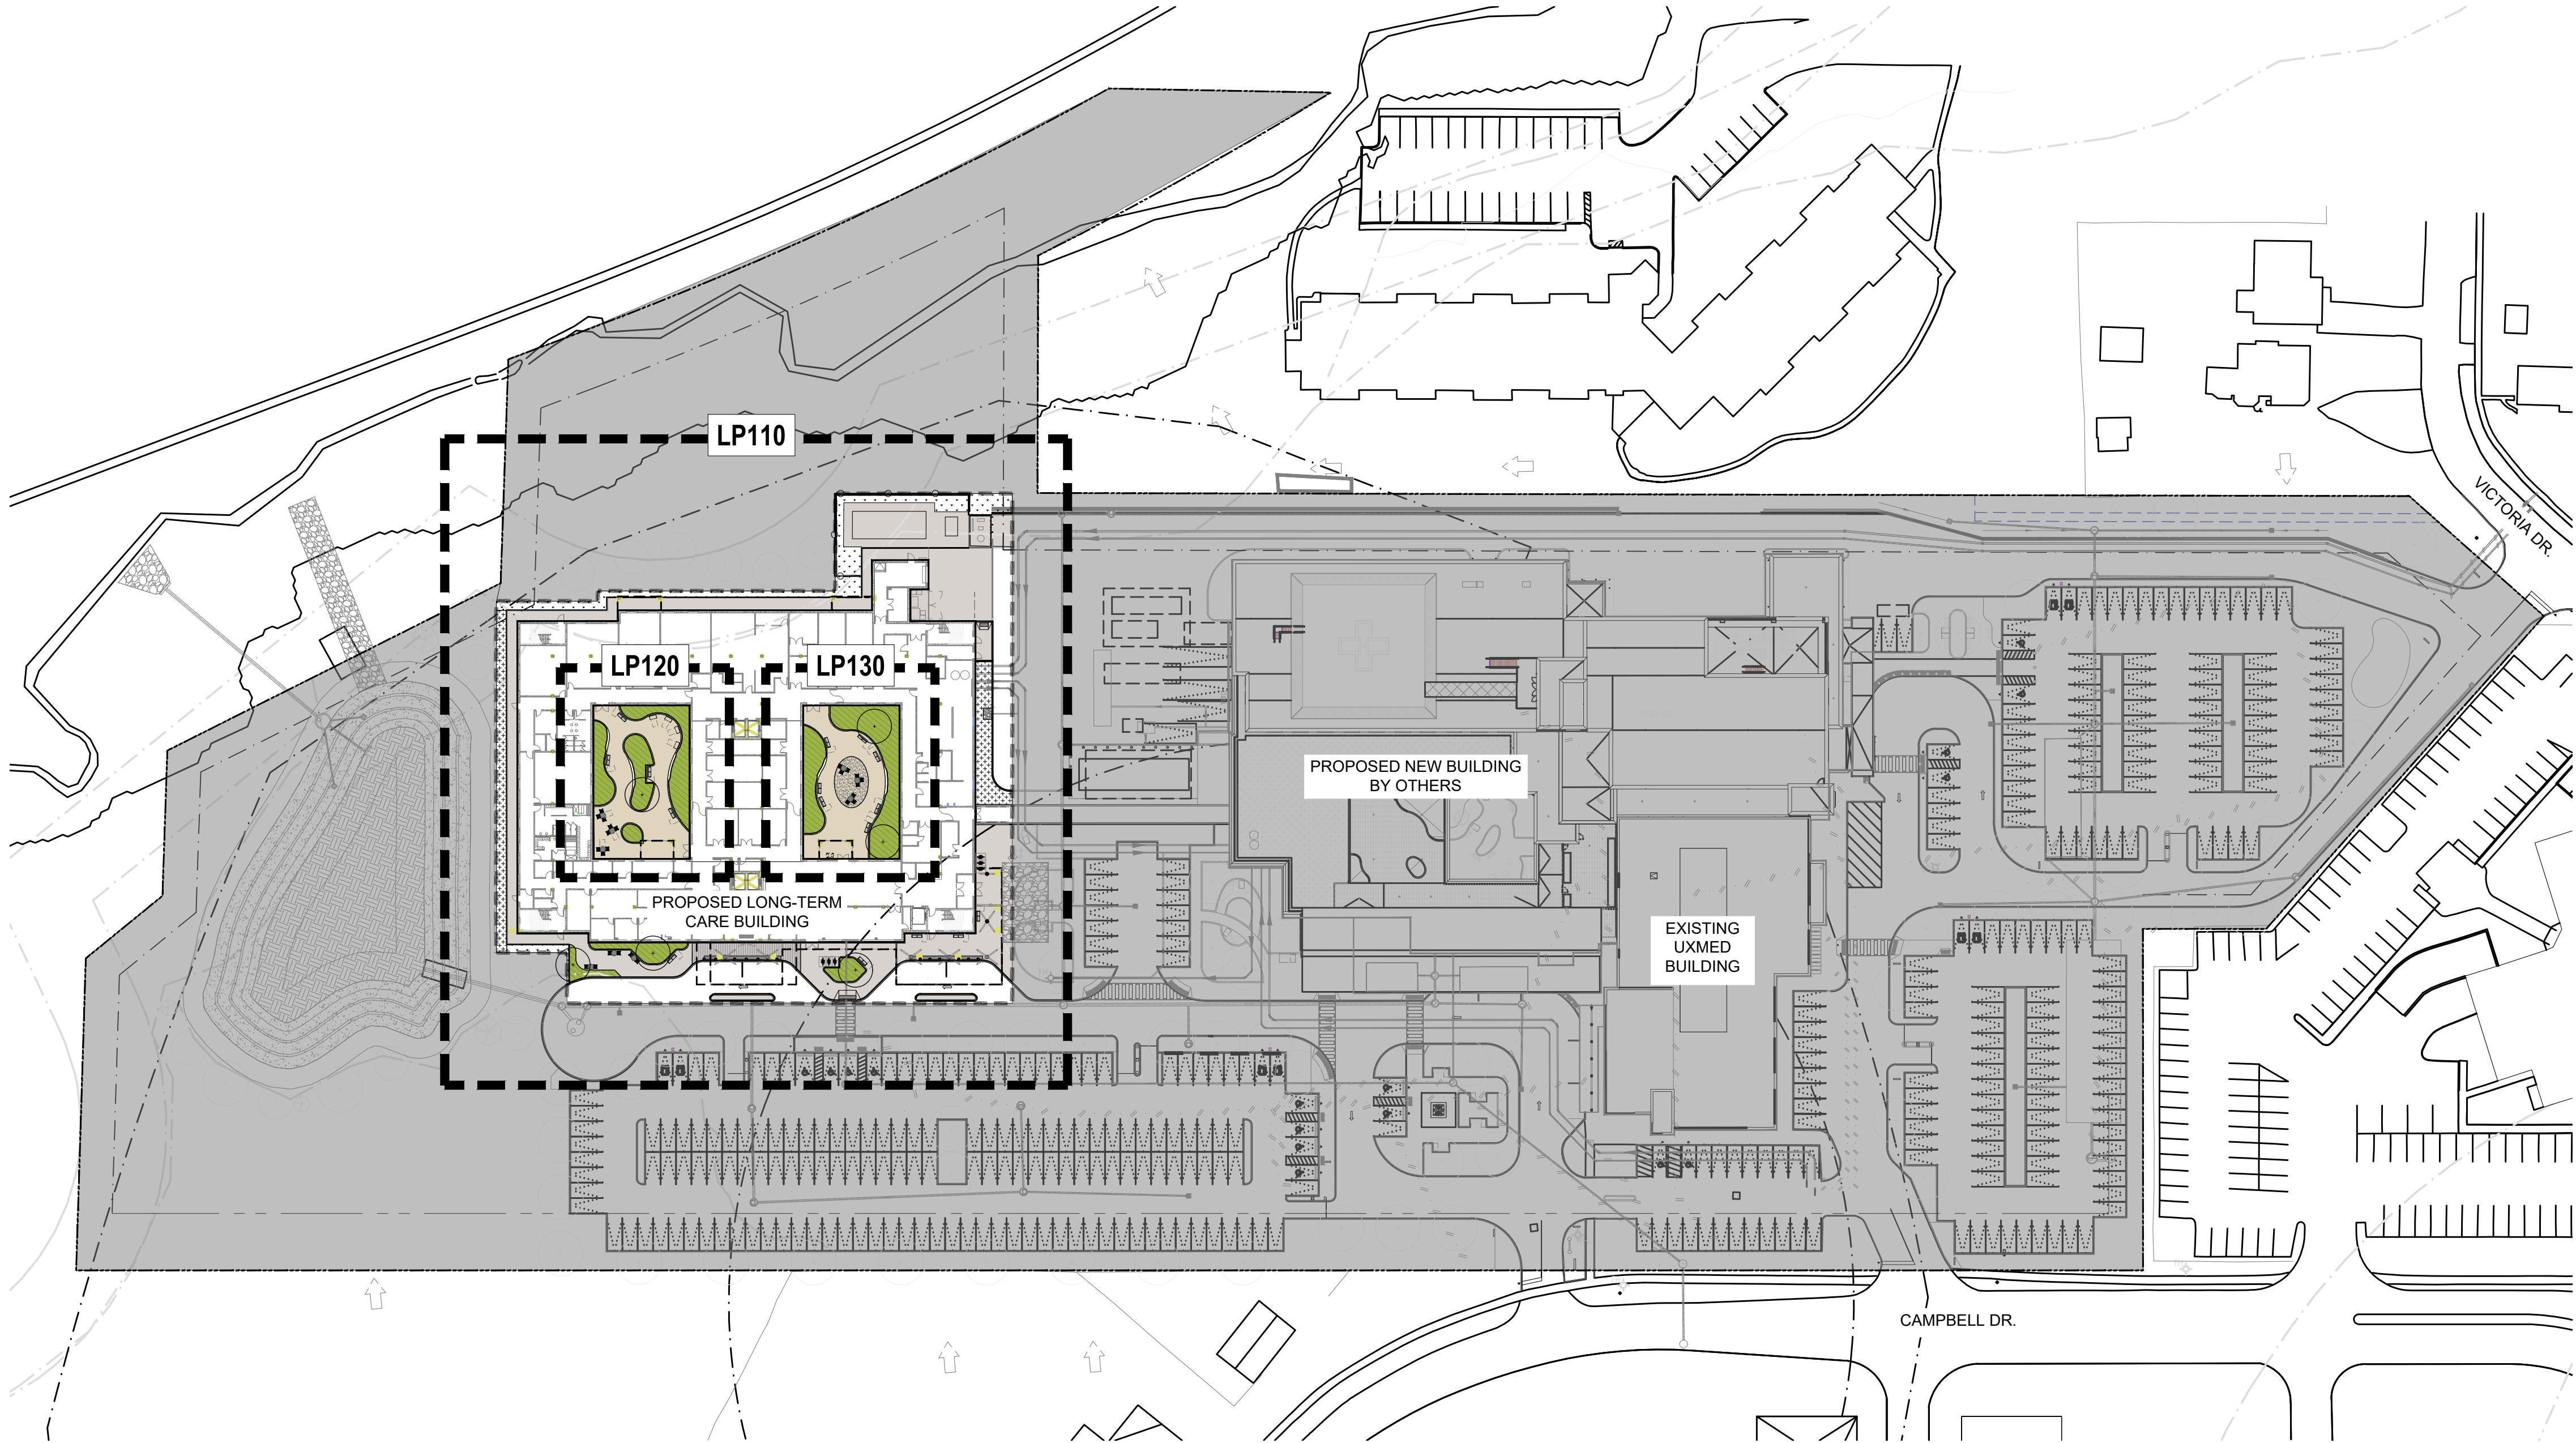 LP110
VICTORIA DR.
LP120
LP130
PROPOSED NEW BUILDING
BY OTHERS
PROPOSED LONG-TERM
CARE BUILDING
EXISTING
UXMED
BUILDING
CAMPBELL DR.